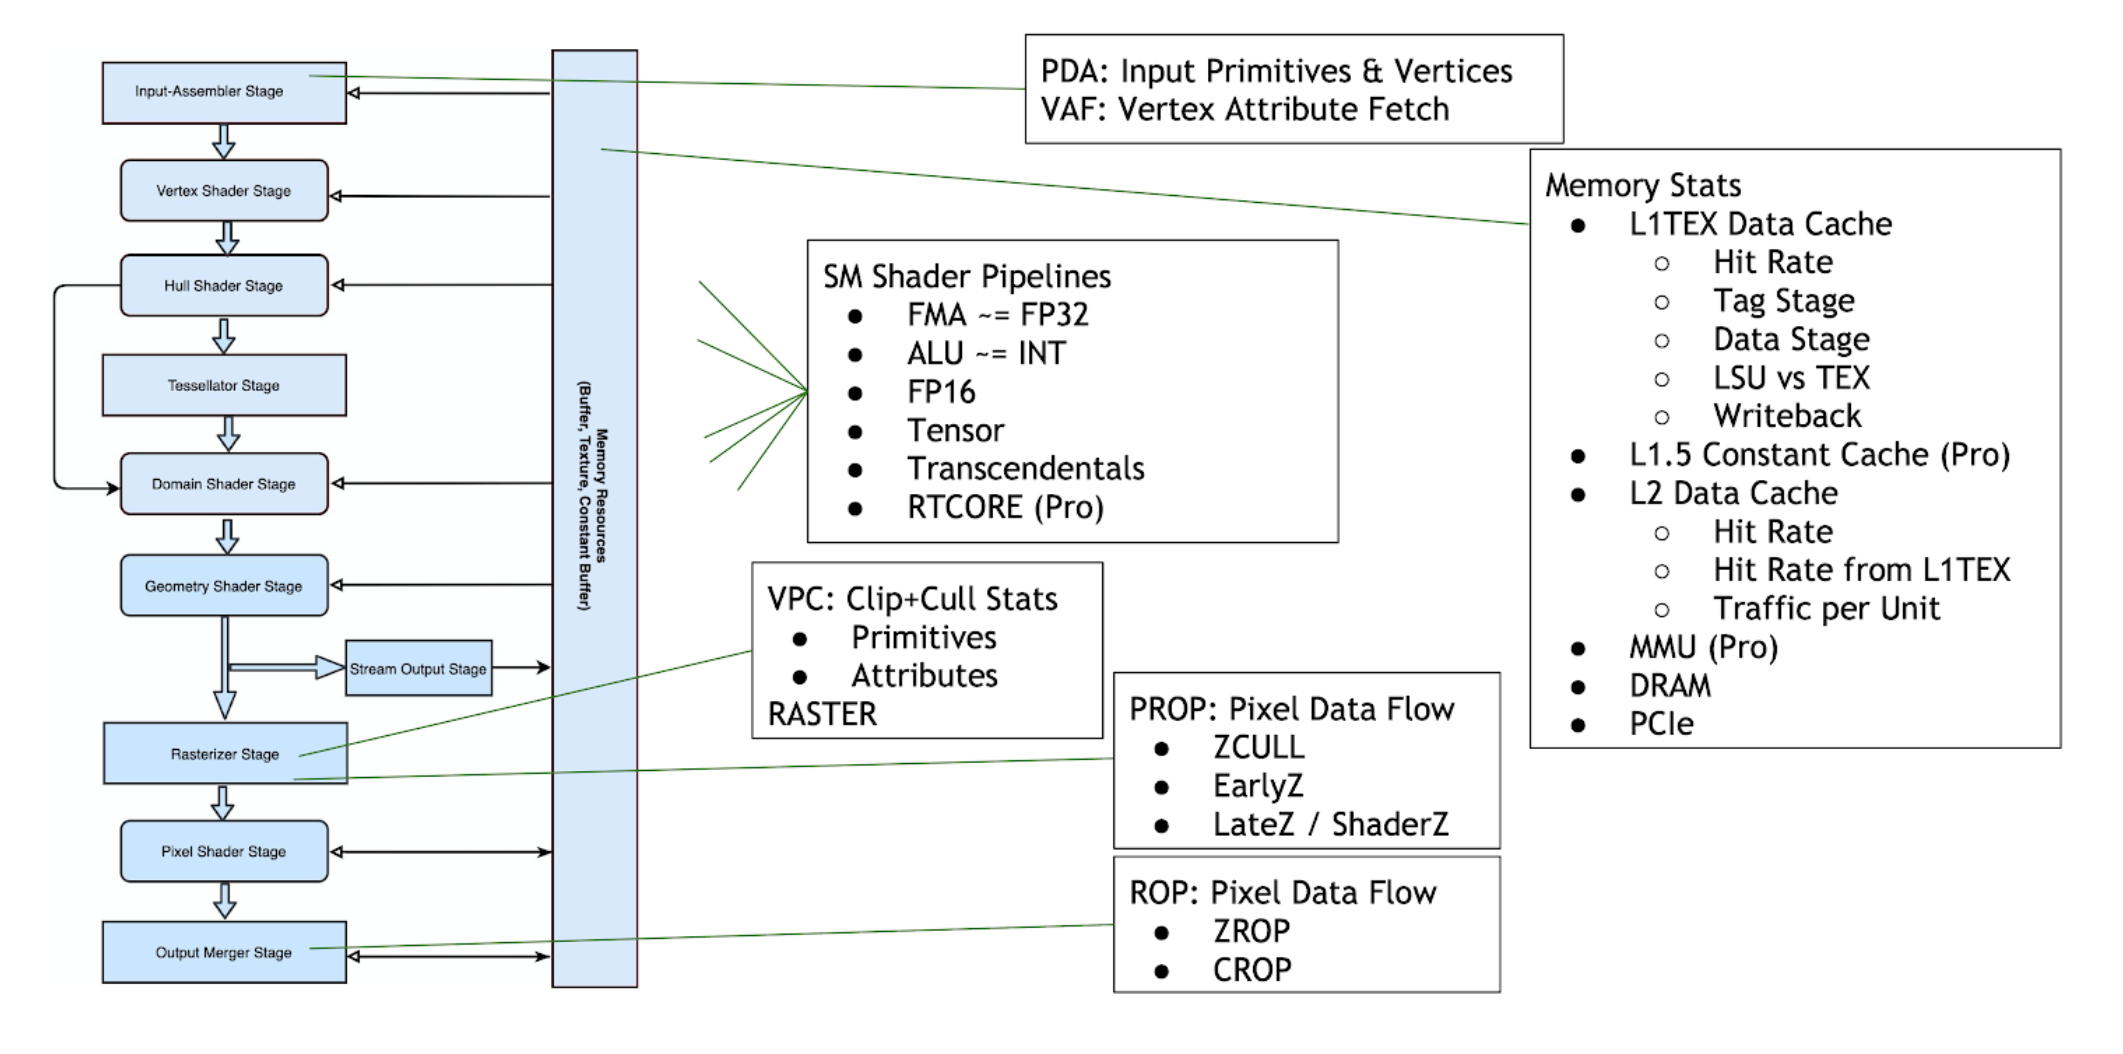 Input-Assembler Stage
Vertex Shader Stage
Hull Shader Stage
Tessellator Stage
Domain Shader Stage
Geometry Shader Stage
Stream Output Stage
Rasterizer Stage
Pixel Shader Stage
Output Merger Stage
Memory Resources
(Buffer, Texture, Constant Buffer)
PDA: Input Primitives & Vertices
VAF: Vertex Attribute Fetch
SM Shader Pipelines
● FMA ~= FP32
● ALU ~= INT
● FP16
● Tensor
● Transcendentals
● RTCORE (Pro)
VPC: Clip+Cull Stats
● Primitives
● Attributes
RASTER
PROP: Pixel Data Flow
● ZCULL
● EarlyZ
● LateZ / ShaderZ
ROP: Pixel Data Flow
● ZROP
● CROP
Memory Stats
● L1TEX Data Cache
○ Hit Rate
○ Tag Stage
○ Data Stage
○ LSU vs TEX
○ Writeback
● L1.5 Constant Cache (Pro)
● L2 Data Cache
○ Hit Rate
○ Hit Rate from L1TEX
○ Traffic per Unit
● MMU (Pro)
● DRAM
● PCIe